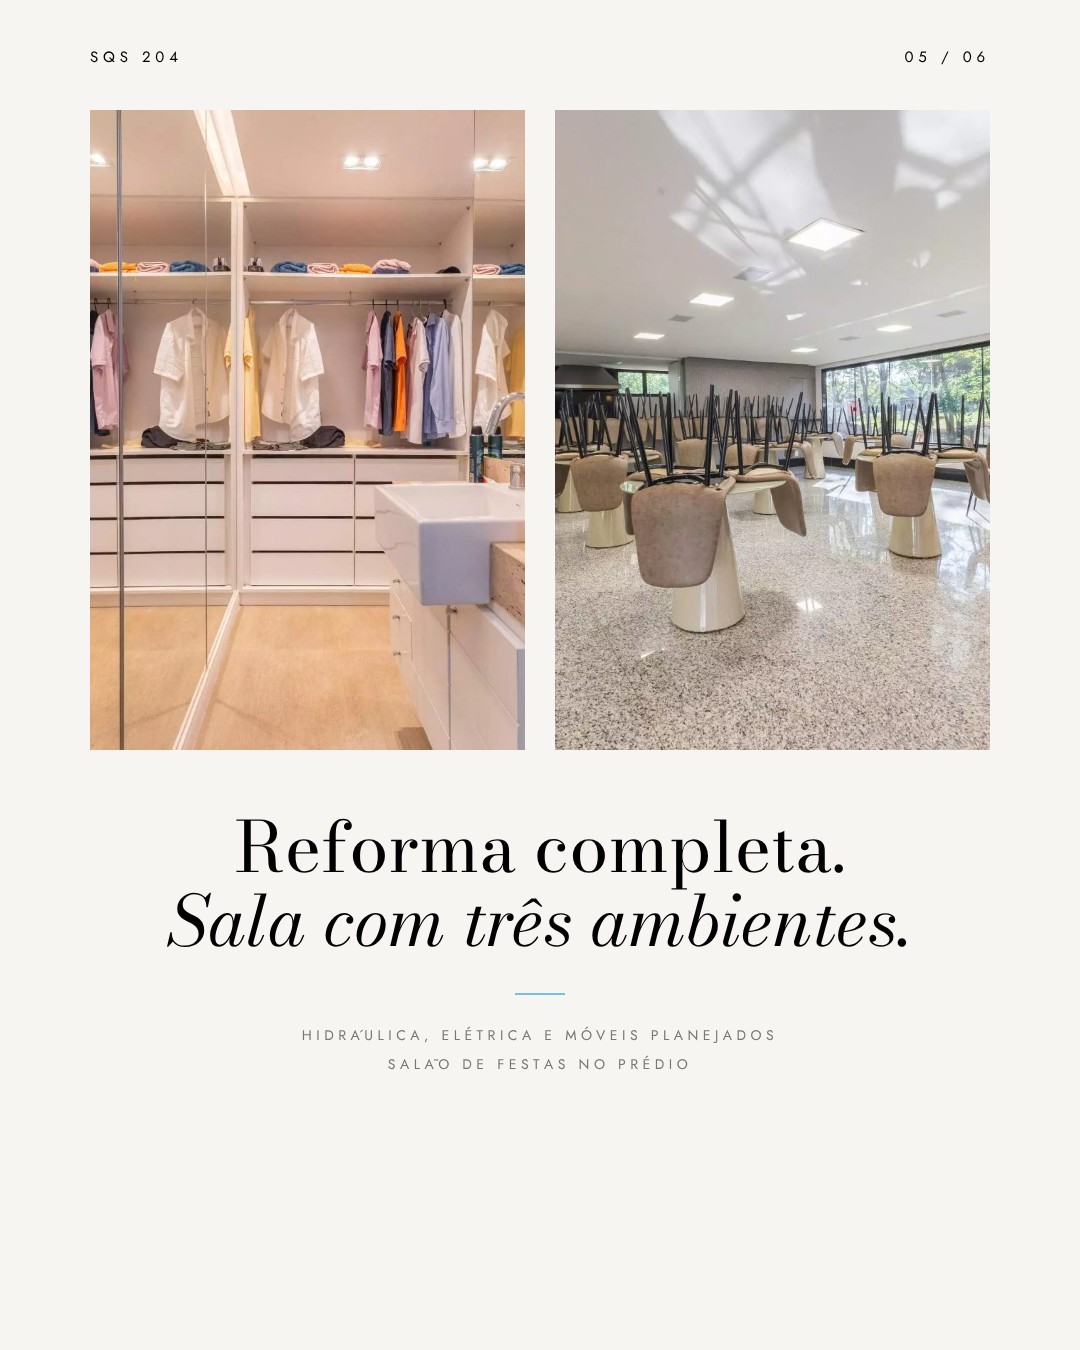 SQS 204
05 / 06
Reforma completa.
Sala com três ambientes.
HIDRÁULICA, ELÉTRICA E MÓVEIS PLANEJADOS
SALÃO DE FESTAS NO PRÉDIO